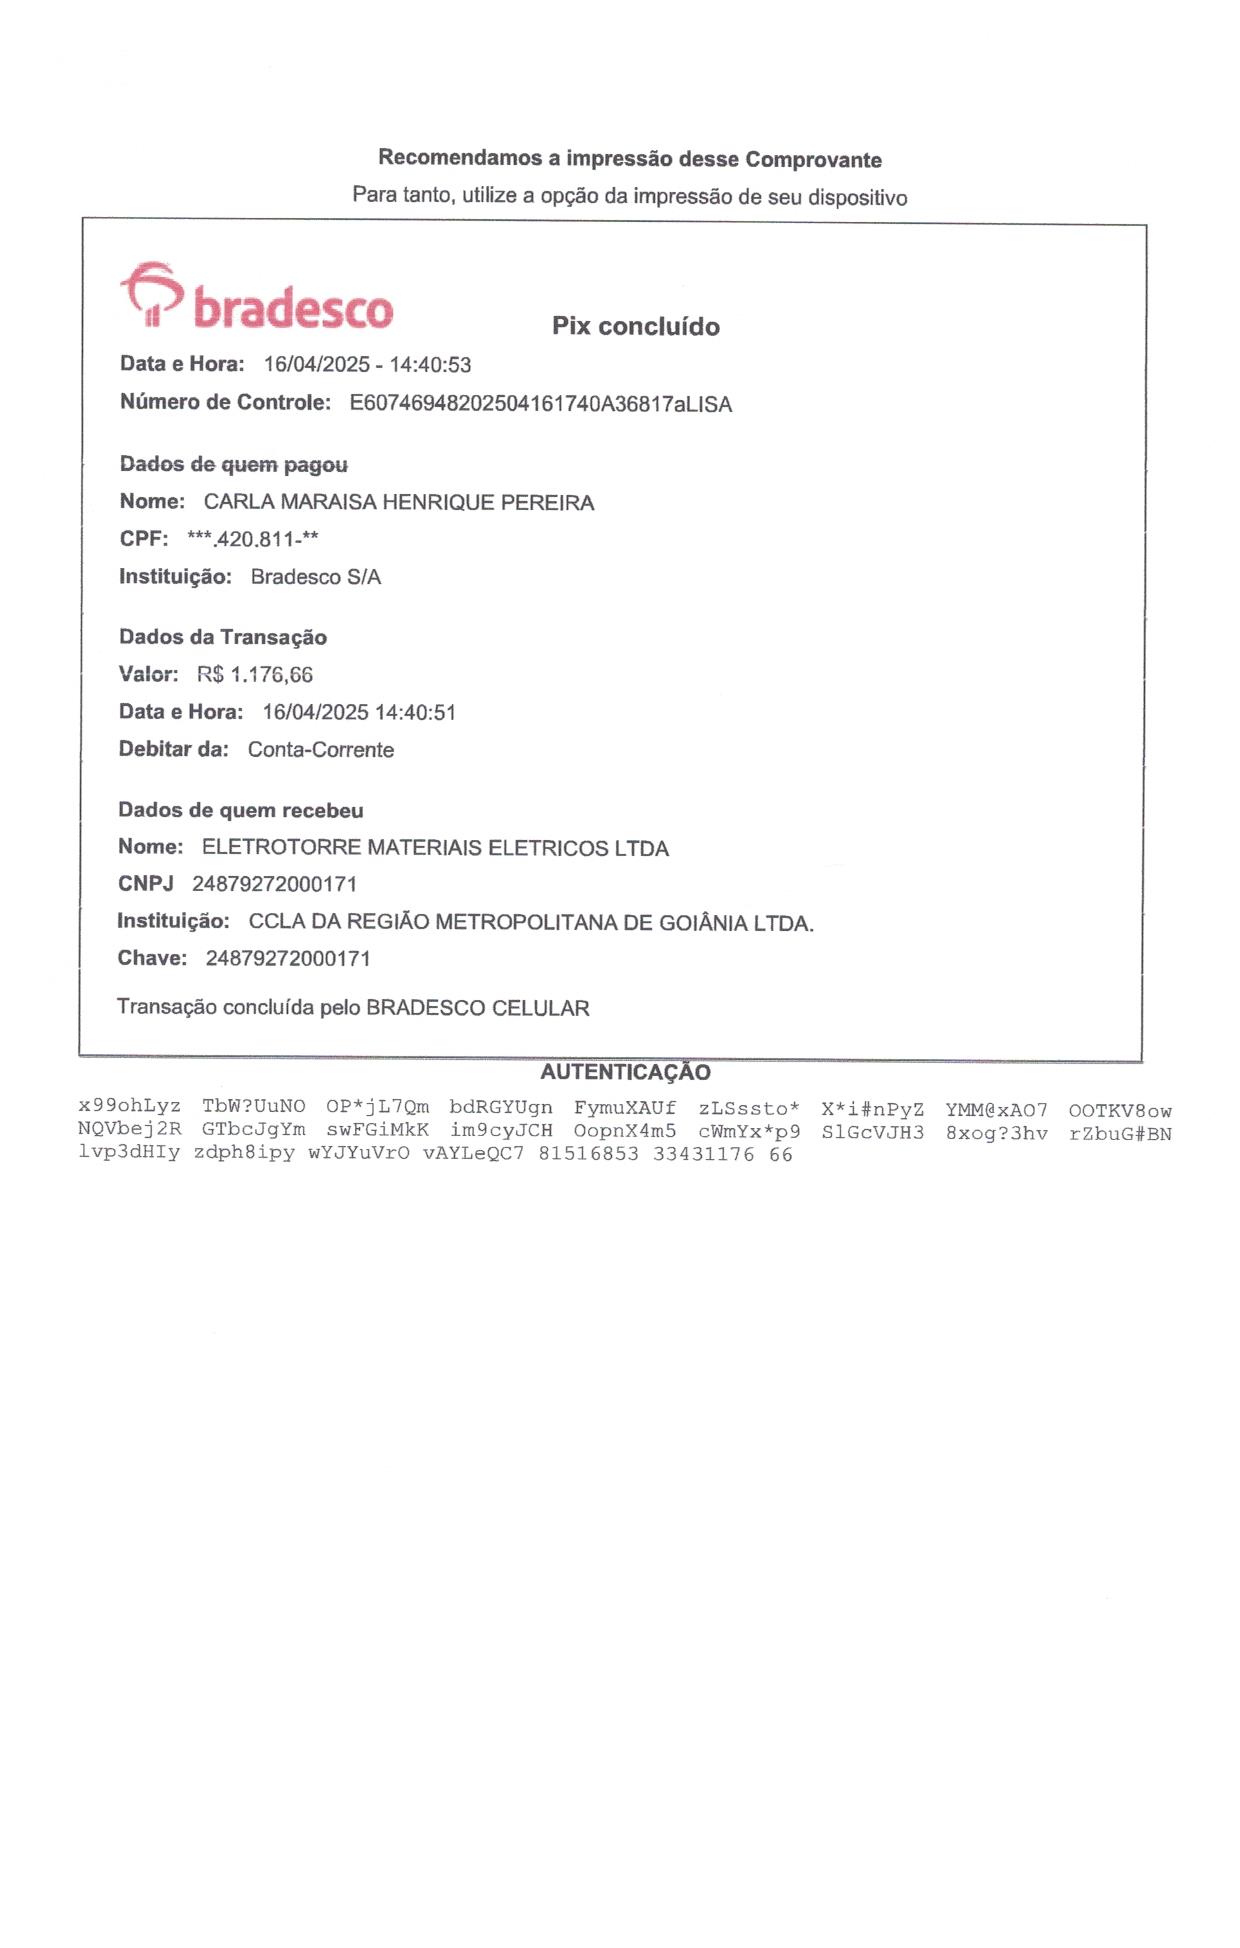 Recomendamos a impressão desse Comprovante
Para tanto, utilize a opção da impressão de seu dispositivo
bradesco
Pix concluído
Data e Hora: 16/04/2025 - 14:40:53
Número de Controle: E60746948202504161740A36817aLISA
Dados de quem pagou
Nome: CARLA MARAISA HENRIQUE PEREIRA
CPF: ***.420.811-**
Instituição: Bradesco S/A
Dados da Transação
Valor: R$ 1.176,66
Data e Hora: 16/04/2025 14:40:51
Debitar da: Conta-Corrente
Dados de quem recebeu
Nome: ELETROTORRE MATERIAIS ELETRICOS LTDA
CNPJ 24879272000171
Instituição: CCLA DA REGIÃO METROPOLITANA DE GOIÂNIA LTDA.
Chave: 24879272000171
Transação concluída pelo BRADESCO CELULAR
AUTENTICAÇÃO
x99ohLyz TbW?UuNO OP*jL7Qm bdRGYUgn FymuXAUf zLSssto* X*i#nPyZ YMM@xAO7 OOTKV8ow
NQVbej2R GTbcJgYm swFGiMkK im9cyJCH OopnX4m5 cWmYx*p9 SlGcVJH3 8xog?3hv rZbuG#BN
lvp3dHIy zdph8ipy wYJYuVrO vAYLeQC7 81516853 33431176 66